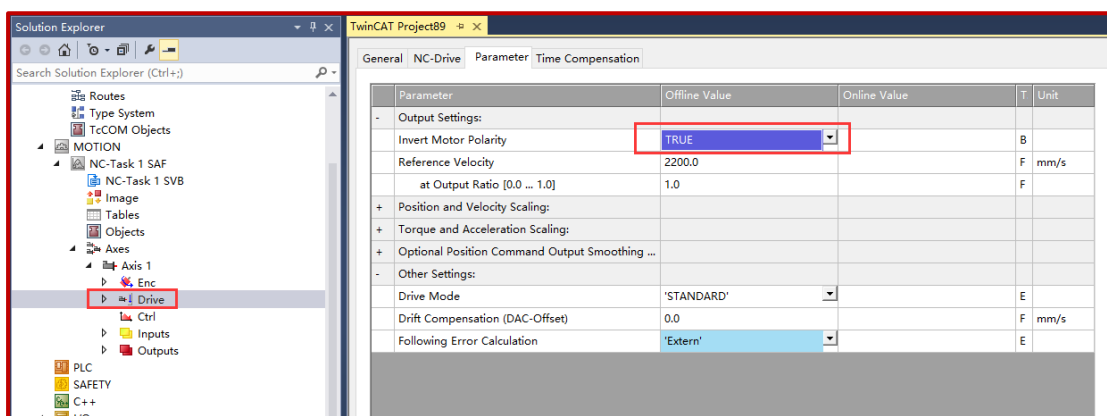 Solution Explorer
Search Solution Explorer (Ctrl+;)
Routes
Type System
TcCOM Objects
MOTION
NC-Task 1 SAF
NC-Task 1 SVB
Image
Tables
Objects
Axes
Axis 1
Enc
Drive
Ctrl
Inputs
Outputs
PLC
SAFETY
C++
TwinCAT Project89
General NC-Drive Parameter Time Compensation
Parameter Offline Value Online Value T Unit
- Output Settings:
Invert Motor Polarity TRUE B
Reference Velocity 2200.0 F mm/s
at Output Ratio [0.0 ... 1.0] 1.0 F
+ Position and Velocity Scaling:
+ Torque and Acceleration Scaling:
+ Optional Position Command Output Smoothing ...
- Other Settings:
Drive Mode 'STANDARD' E
Drift Compensation (DAC-Offset) 0.0 F mm/s
Following Error Calculation 'Extern' E